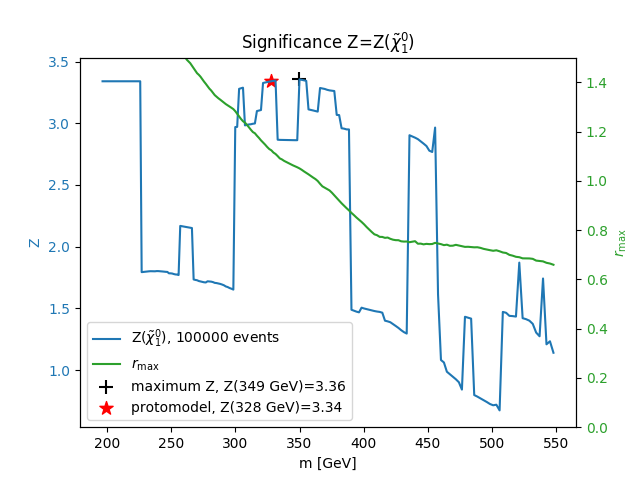 Significance Z=Z(χ̃₁⁰)
3.5
3.0
2.5
2.0
1.5
1.0
Z
1.4
1.2
1.0
0.8
0.6
0.4
0.2
0.0
r_max
Z(χ̃₁⁰), 100000 events
r_max
maximum Z, Z(349 GeV)=3.36
protomodel, Z(328 GeV)=3.34
200 250 300 350 400 450 500 550
m [GeV]